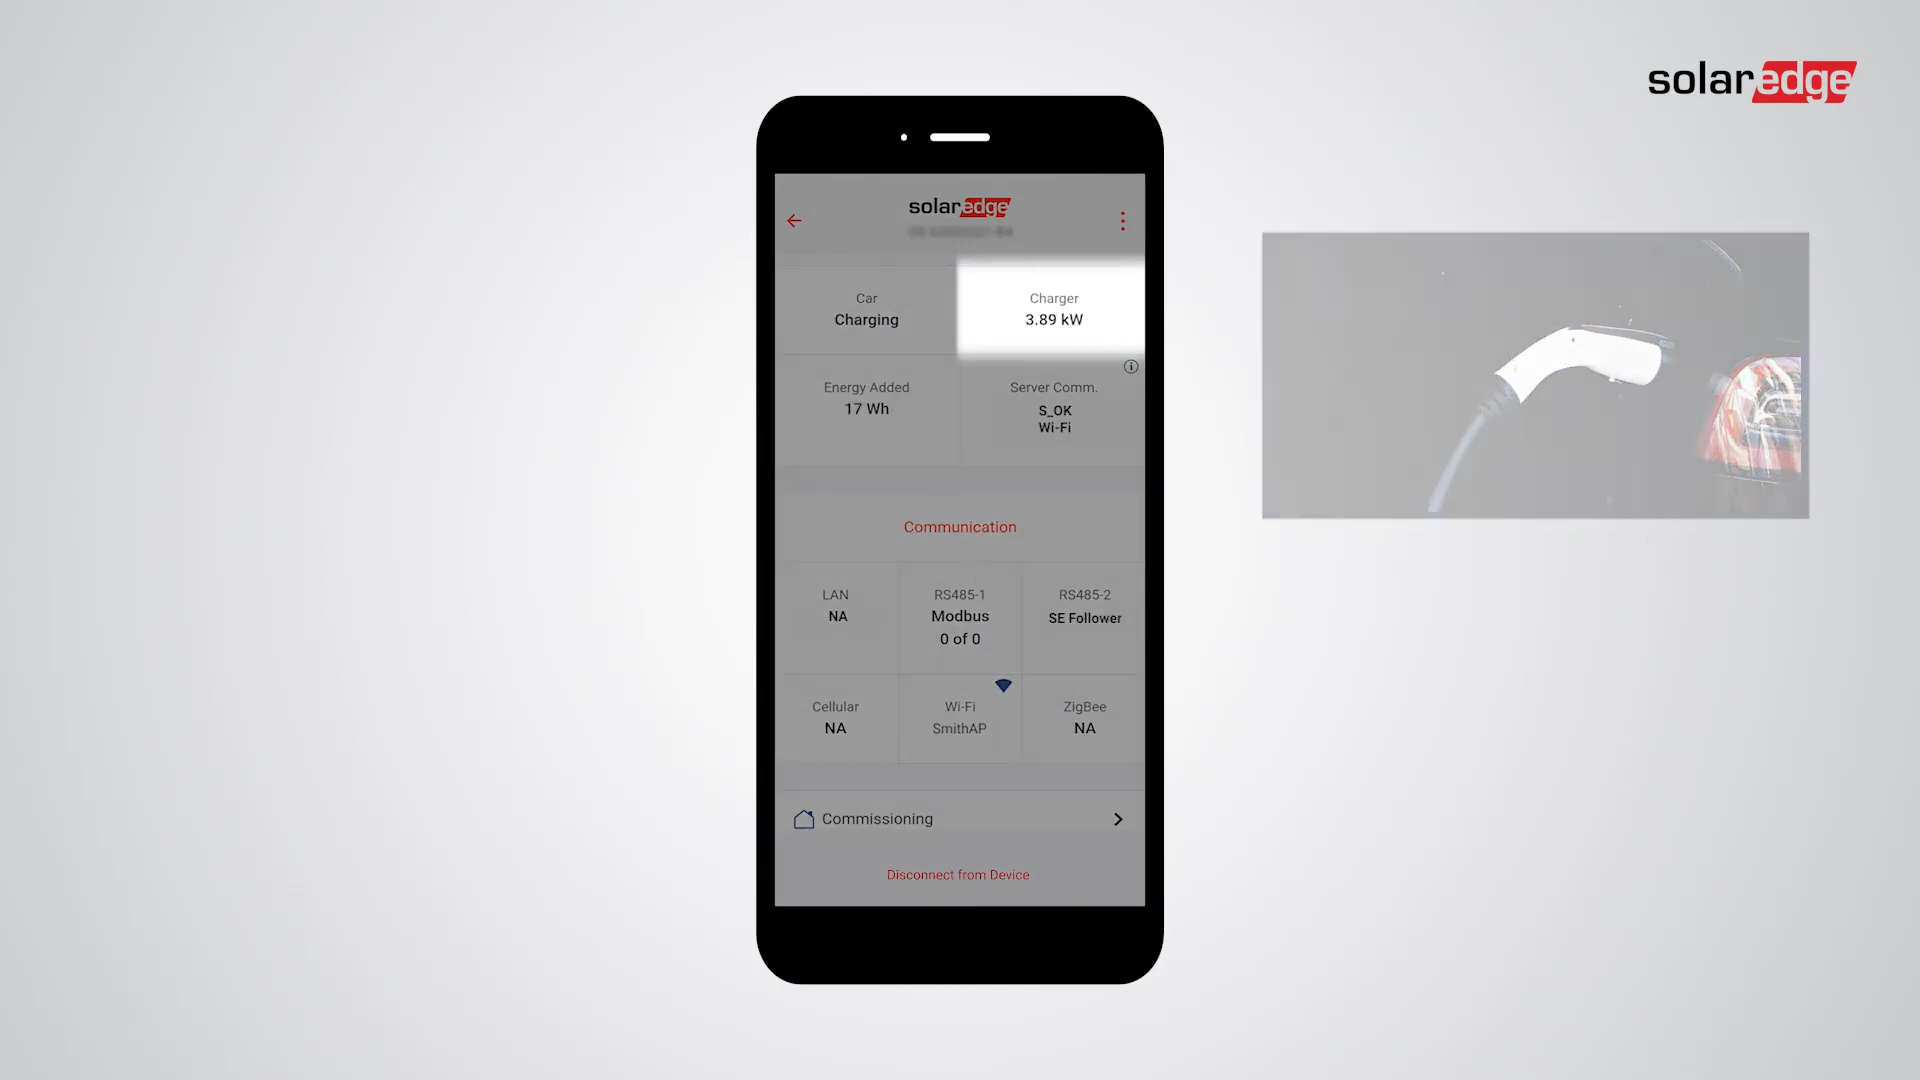 solaredge
solaredge
Car
Charging
Charger
3.89 kW
Energy Added
17 Wh
Server Comm.
S_OK
Wi-Fi
Communication
LAN
NA
RS485-1
Modbus
0 of 0
RS485-2
SE Follower
Cellular
NA
Wi-Fi
SmithAP
ZigBee
NA
Commissioning
Disconnect from Device